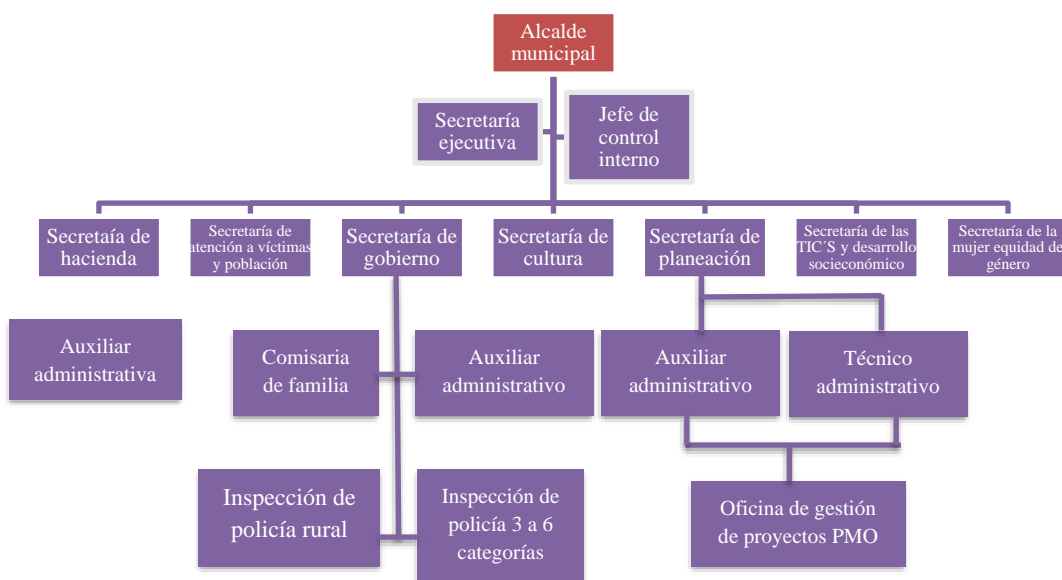 Alcalde
municipal
Secretaría
ejecutiva
Jefe de
control
interno
Secretaía de
hacienda
Secretaría de
atención a víctimas
y población
Secretaría de
gobierno
Secretaría de
cultura
Secretaría de
planeación
Secretaría de las
TIC´S y desarrollo
socieconómico
Secretaría de la
mujer equidad de
género
Auxiliar
administrativa
Comisaria
de familia
Auxiliar
administrativo
Auxiliar
administrativo
Técnico
administrativo
Inspección de
policía rural
Inspección de
policía 3 a 6
categorías
Oficina de gestión
de proyectos PMO